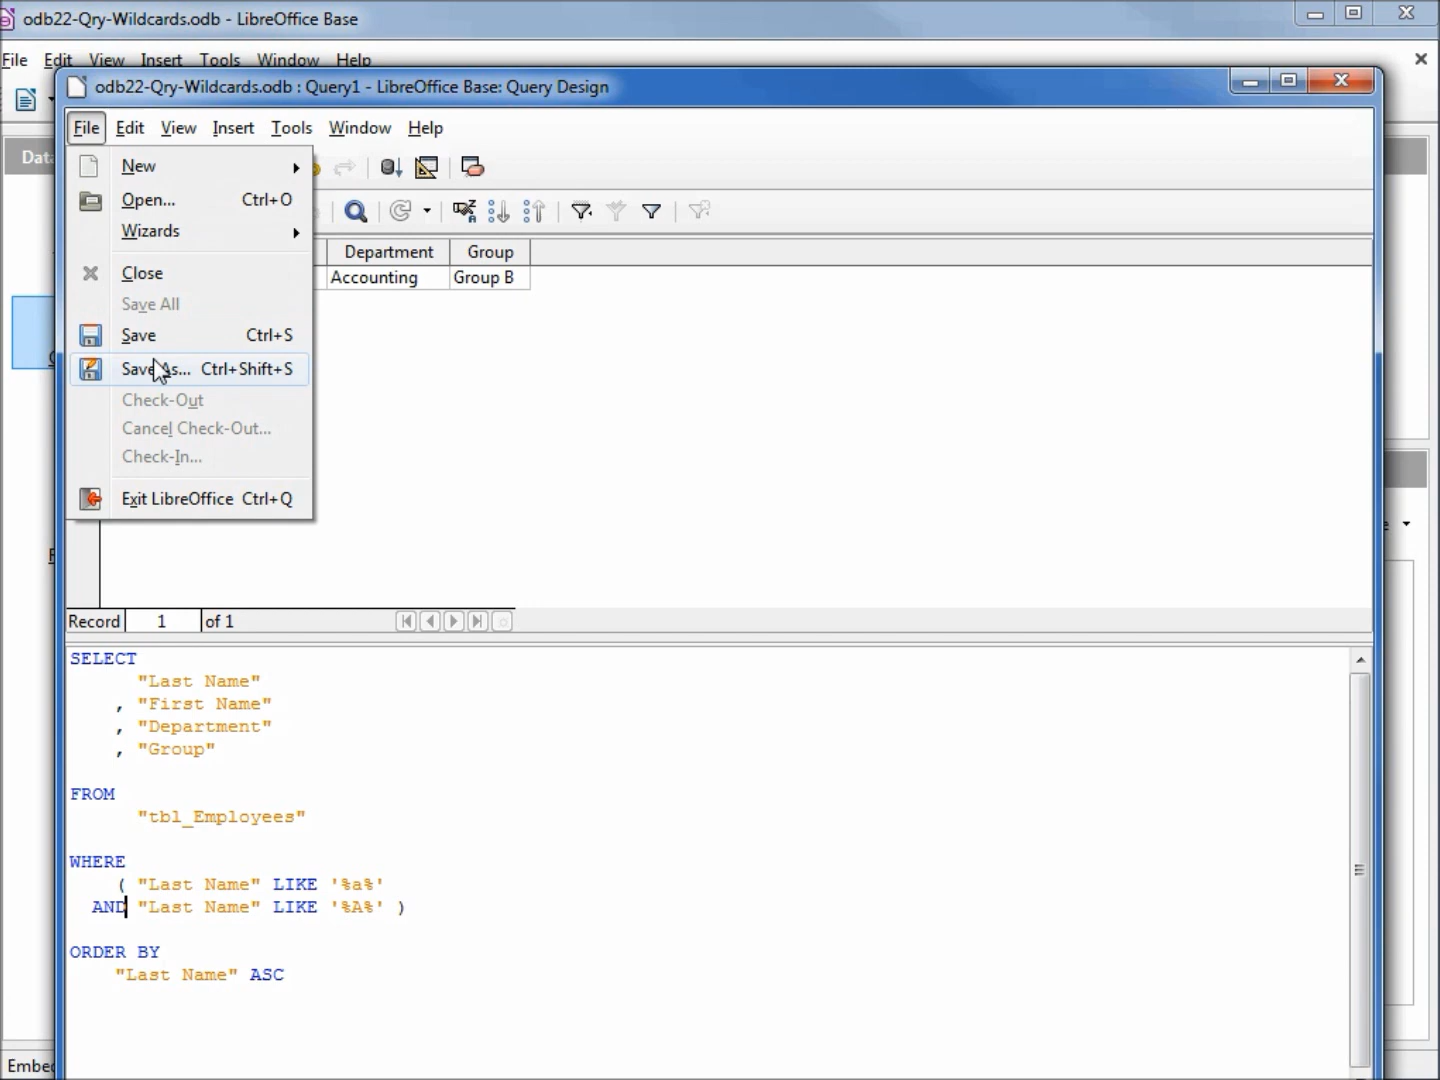 odb22-Qry-Wildcards.odb - LibreOffice Base
File Edit View Insert Tools Window Help
odb22-Qry-Wildcards.odb : Query1 - LibreOffice Base: Query Design
File Edit View Insert Tools Window Help
New
Open... Ctrl+O
Wizards
Close
Save All
Save Ctrl+S
Save As... Ctrl+Shift+S
Check-Out
Cancel Check-Out...
Check-In...
Exit LibreOffice Ctrl+Q
Department Group
Accounting Group B
Record 1 of 1
SELECT
"Last Name"
, "First Name"
, "Department"
, "Group"
FROM
"tbl_Employees"
WHERE
( "Last Name" LIKE '%a%'
AND "Last Name" LIKE '%A%' )
ORDER BY
"Last Name" ASC